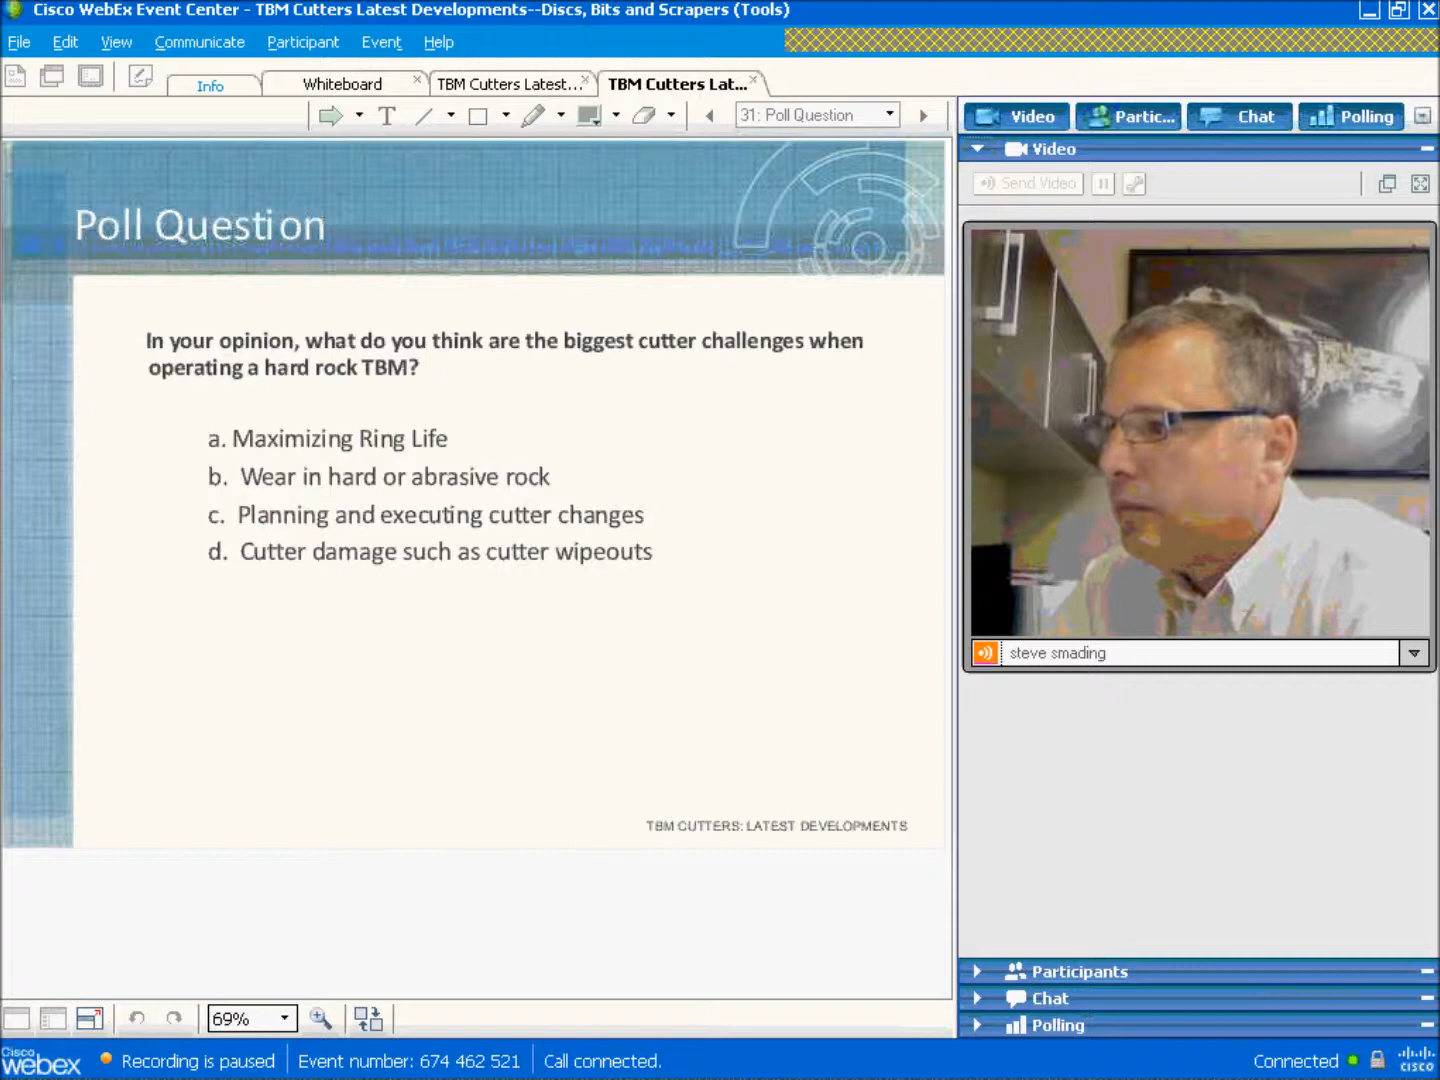 Cisco WebEx Event Center - TBM Cutters Latest Developments--Discs, Bits and Scrapers (Tools)
File Edit View Communicate Participant Event Help
Info Whiteboard TBM Cutters Latest... TBM Cutters Lat...
31: Poll Question
Video Partic... Chat Polling
Video
Send Video
Poll Question
In your opinion, what do you think are the biggest cutter challenges when
operating a hard rock TBM?
a. Maximizing Ring Life
b. Wear in hard or abrasive rock
c. Planning and executing cutter changes
d. Cutter damage such as cutter wipeouts
TBM CUTTERS: LATEST DEVELOPMENTS
steve smading
Participants
Chat
Polling
69%
Cisco
webex Recording is paused Event number: 674 462 521 Call connected. Connected
CISCO